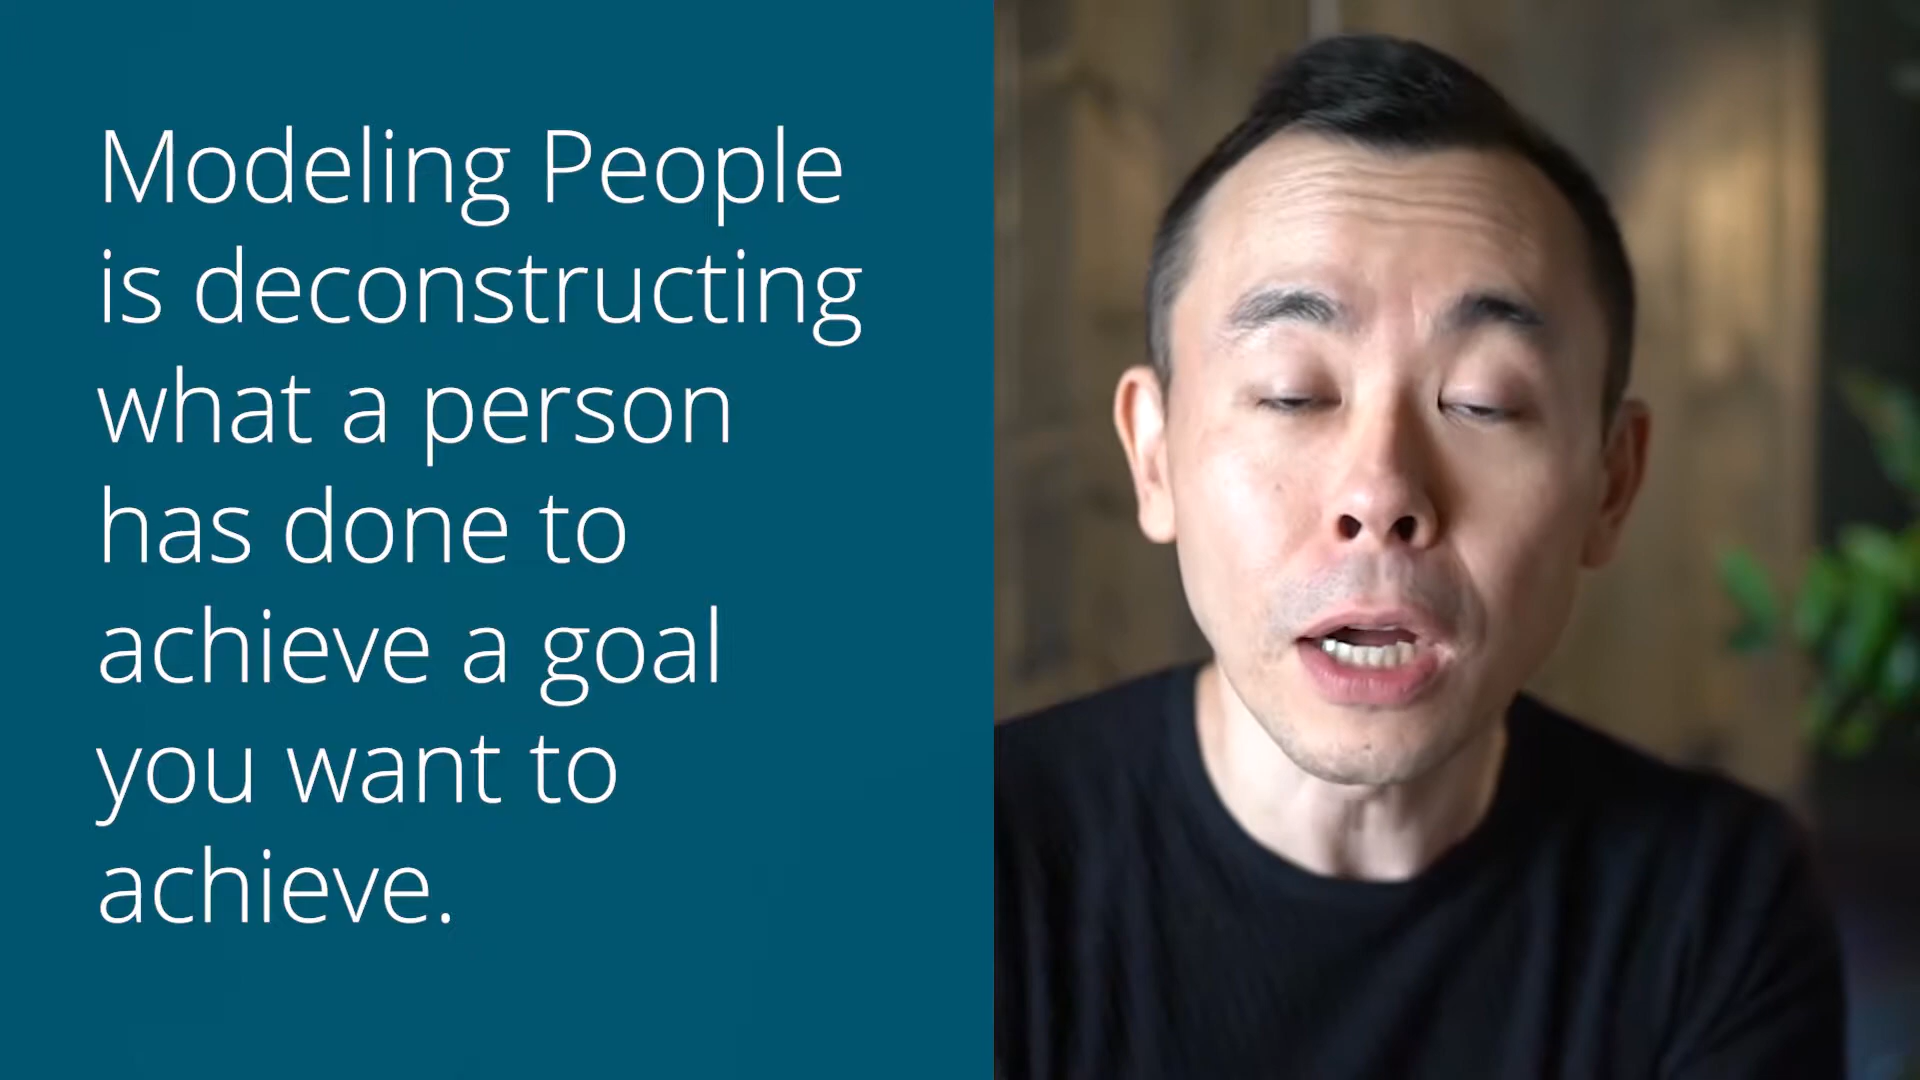 Modeling People
is deconstructing
what a person
has done to
achieve a goal
you want to
achieve.